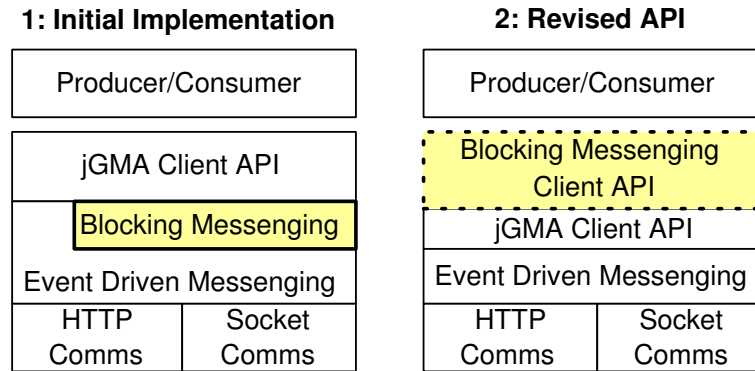 1: Initial Implementation
Producer/Consumer
jGMA Client API
Blocking Messenging
Event Driven Messenging
HTTP
Comms
Socket
Comms
2: Revised API
Producer/Consumer
Blocking Messenging
Client API
jGMA Client API
Event Driven Messenging
HTTP
Comms
Socket
Comms